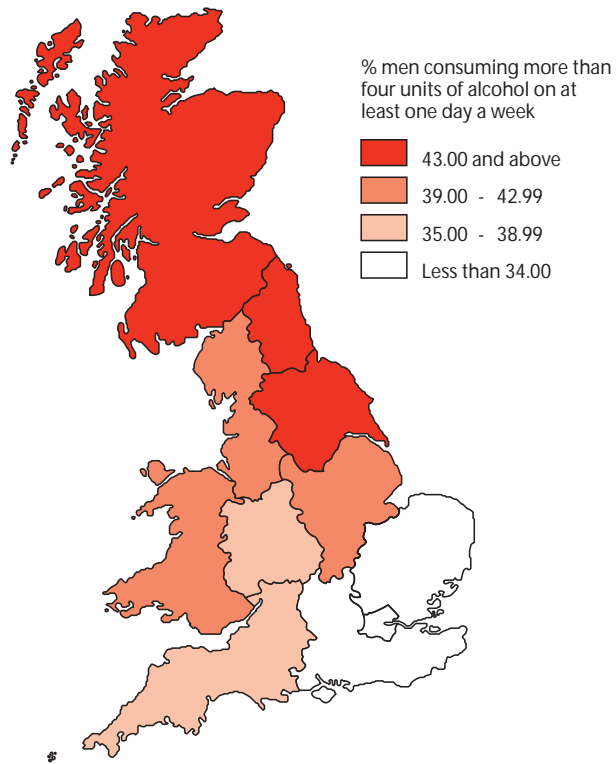 % men consuming more than
four units of alcohol on at
least one day a week
43.00 and above
39.00 - 42.99
35.00 - 38.99
Less than 34.00